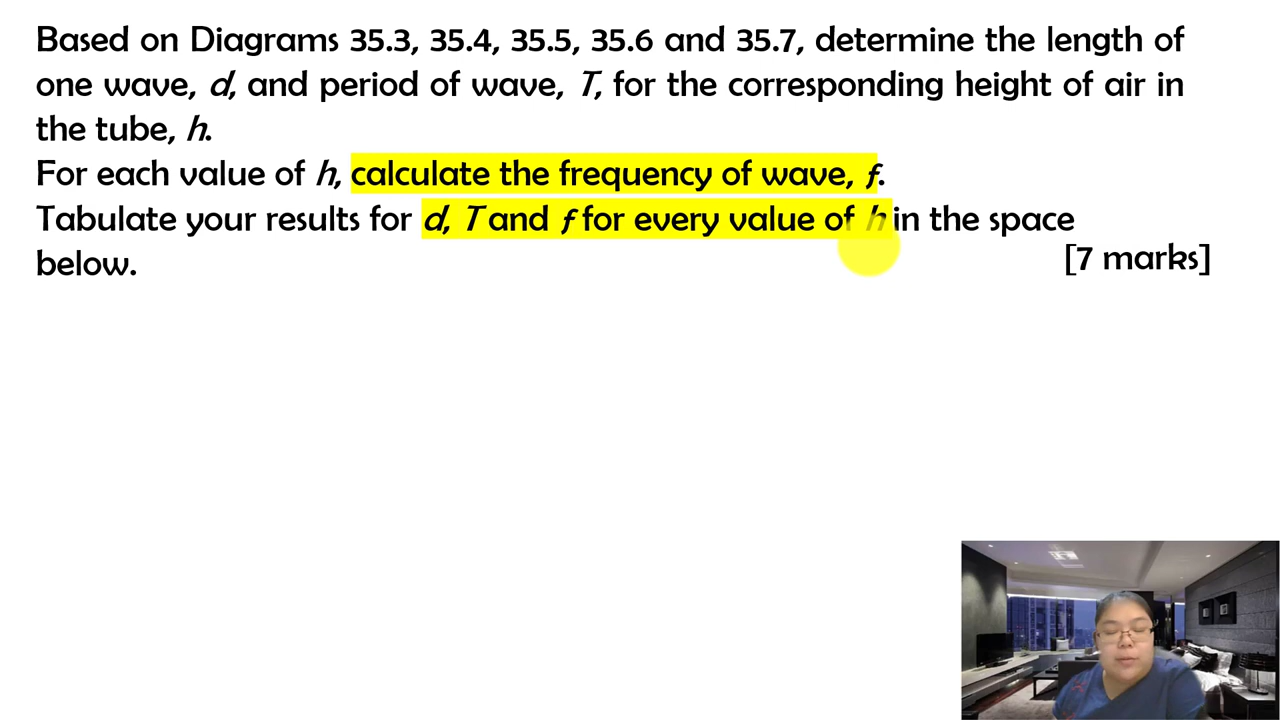 Based on Diagrams 35.3, 35.4, 35.5, 35.6 and 35.7, determine the length of
one wave, d, and period of wave, T, for the corresponding height of air in
the tube, h.
For each value of h, calculate the frequency of wave, f.
Tabulate your results for d, T and f for every value of h in the space
below.
[7 marks]